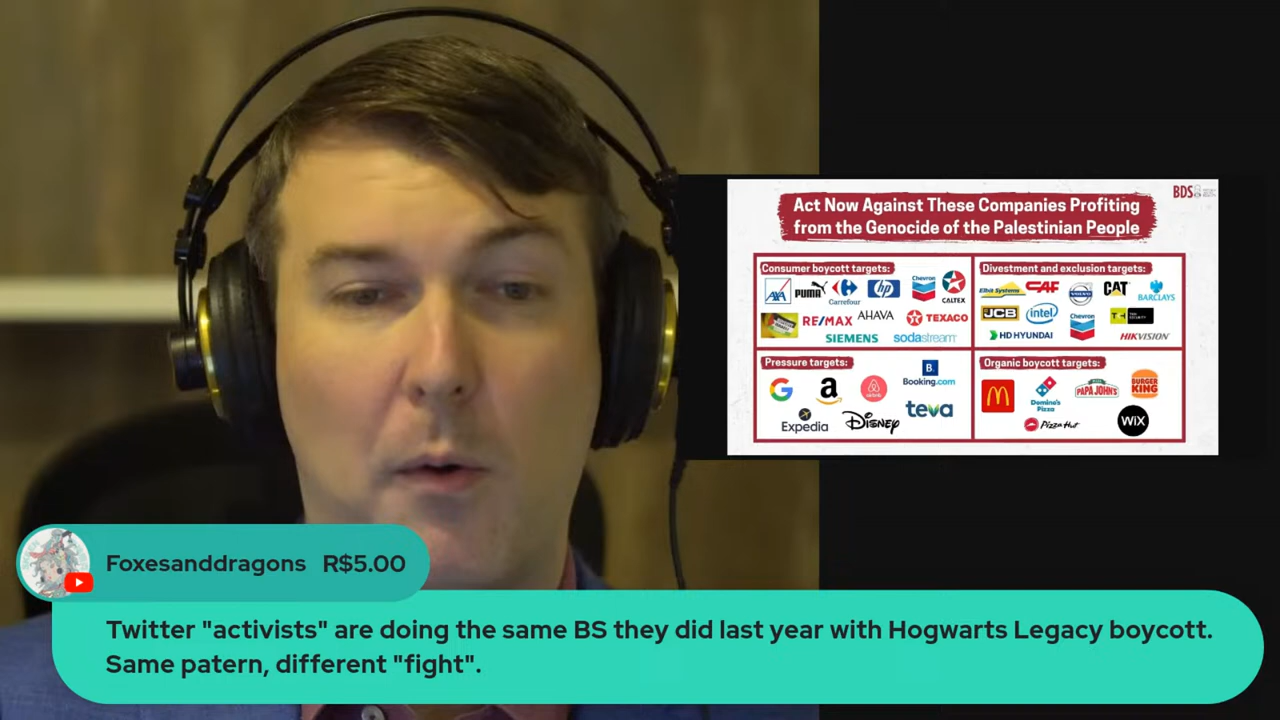 BDS
Act Now Against These Companies Profiting
from the Genocide of the Palestinian People
Consumer boycott targets:
AXA PUMA Carrefour hp Chevron CALTEX
RE/MAX AHAVA TEXACO
SIEMENS sodastream
Divestment and exclusion targets:
Elbit Systems CAF VOLVO CAT BARCLAYS
JCB intel Chevron
HD HYUNDAI HIKVISION
Pressure targets:
G a airbnb B. Booking.com
Expedia Disney teva
Organic boycott targets:
M Domino's Pizza PAPA JOHN'S BURGER KING
Pizza Hut WiX
Foxesanddragons R$5.00
Twitter "activists" are doing the same BS they did last year with Hogwarts Legacy boycott.
Same patern, different "fight".